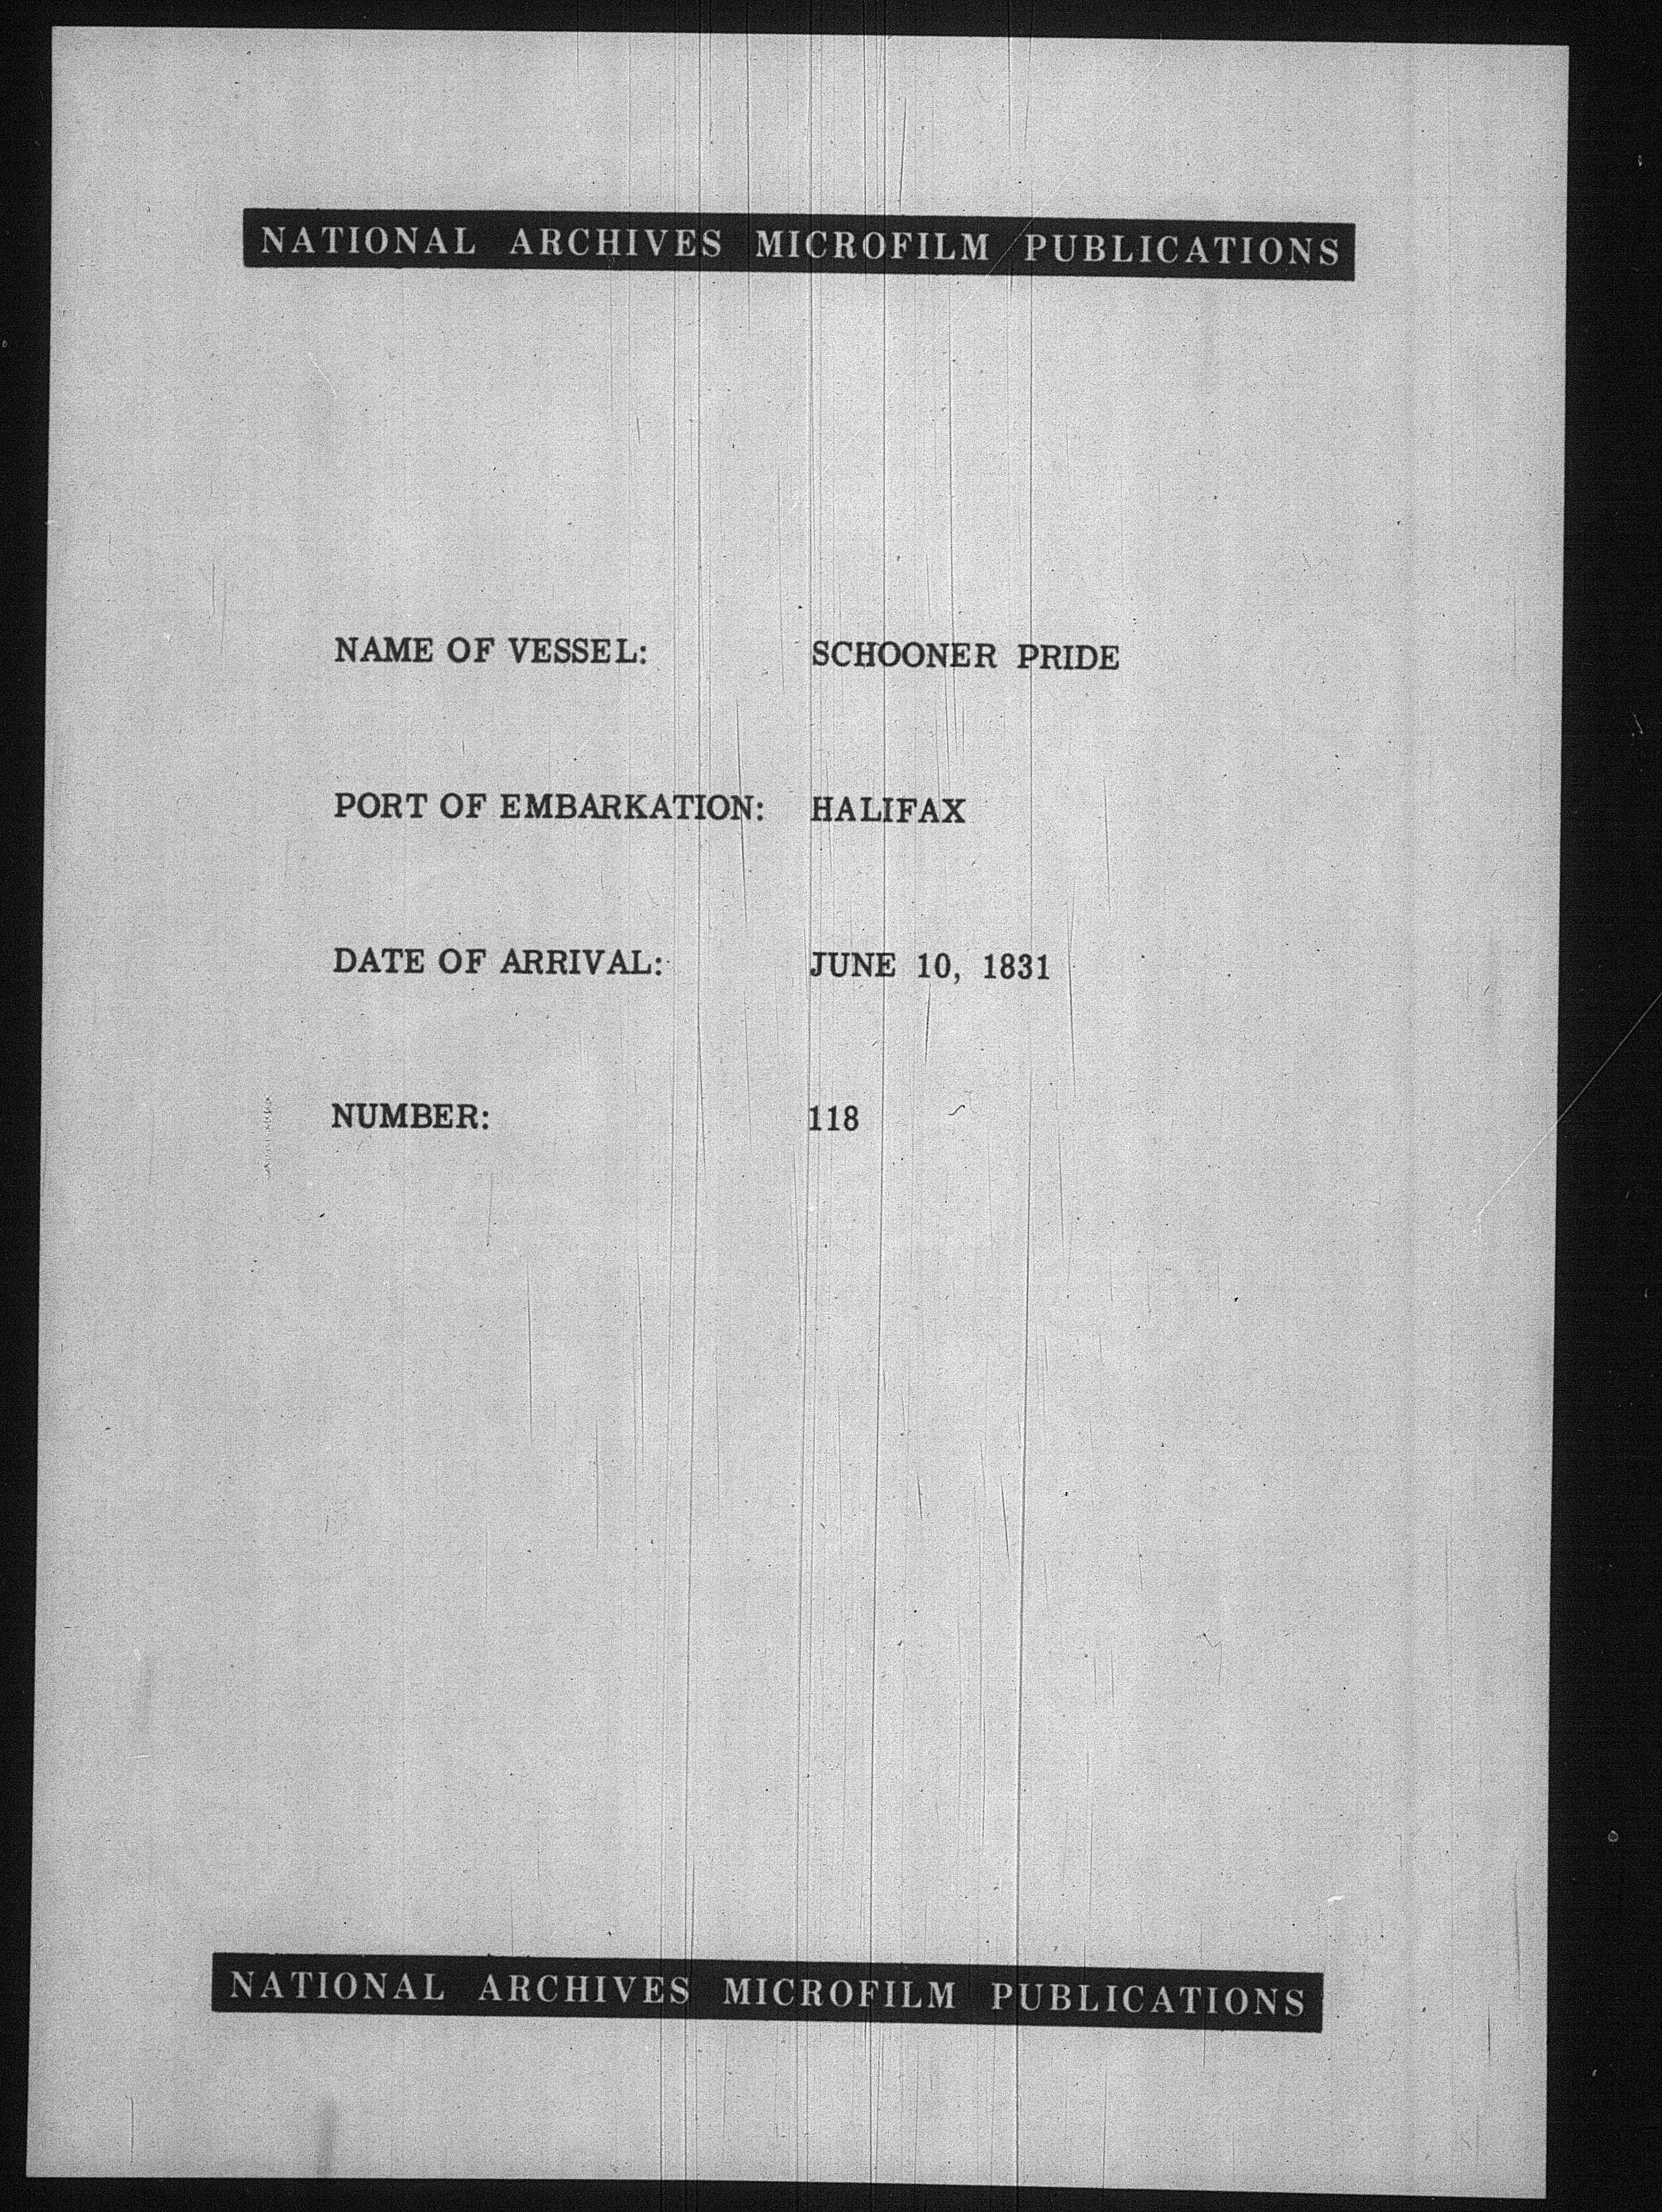 NATIONAL ARCHIVES MICROFILM PUBLICATIONS
NAME OF VESSEL: SCHOONER PRIDE
PORT OF EMBARKATION: HALIFAX
DATE OF ARRIVAL: JUNE 10, 1831
NUMBER: 118
NATIONAL ARCHIVES MICROFILM PUBLICATIONS